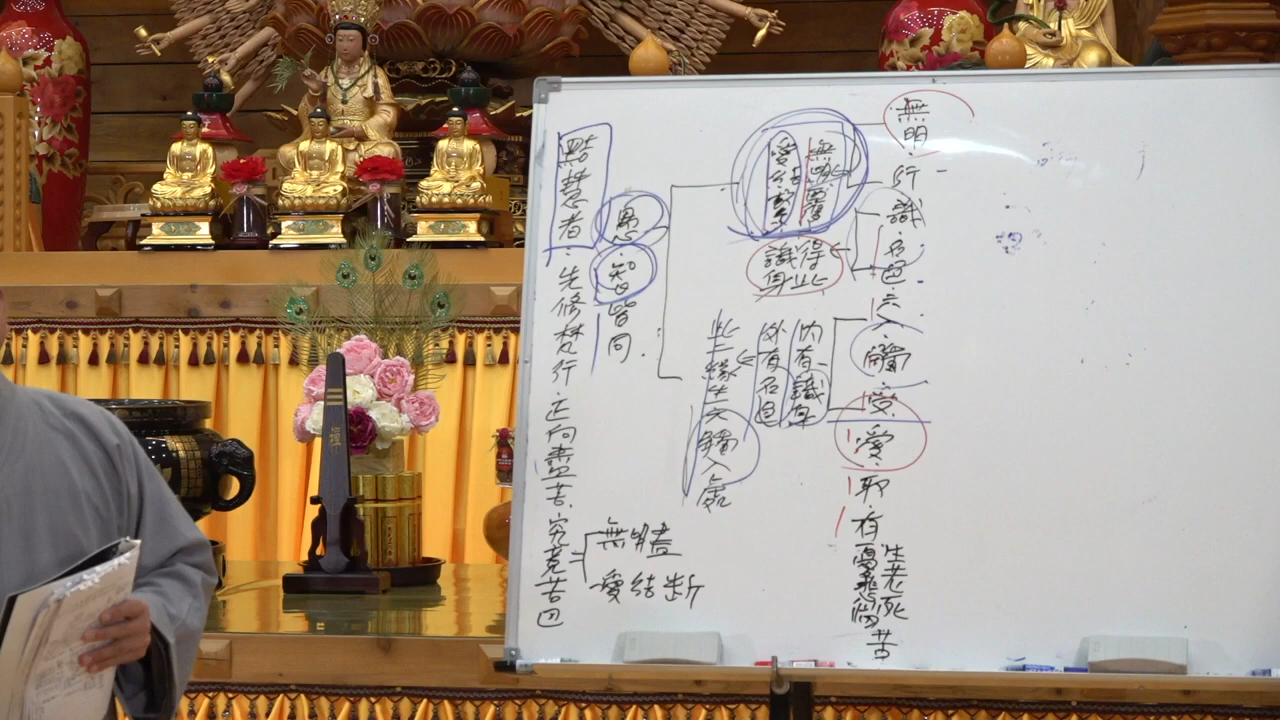 無明.行識.名色.六入觸受.愛.取.有
生老死
憂悲惱苦
無明覆
愛結繫
得此
識身
內有識身
外有名色
此二緣生六觸入處
愚.智皆同.
黠慧者.先修梵行.正向盡苦.究竟苦边
無明盡
愛結断